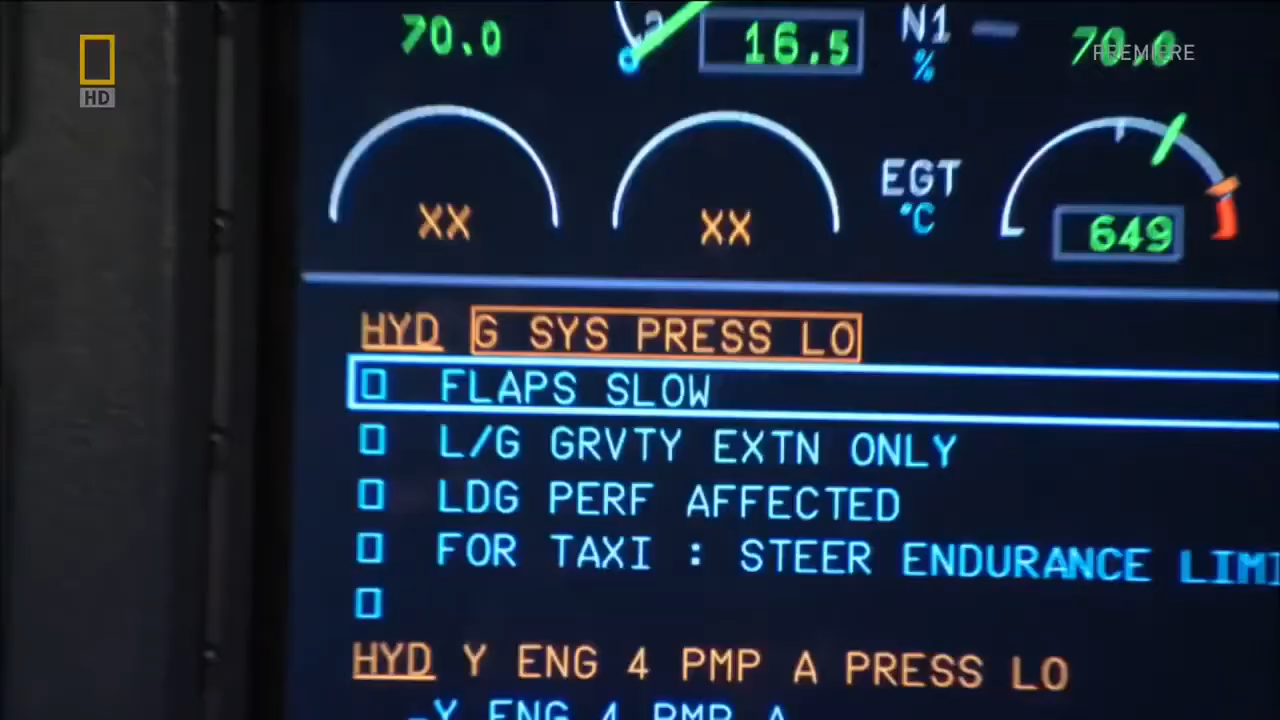 70.0
2
16.5
N1
%
70.0
PREMIERE
HD
XX
XX
EGT
°C
649
HYD G SYS PRESS LO
FLAPS SLOW
L/G GRVTY EXTN ONLY
LDG PERF AFFECTED
FOR TAXI : STEER ENDURANCE LIMI
HYD Y ENG 4 PMP A PRESS LO
-Y ENG 4 PMP A